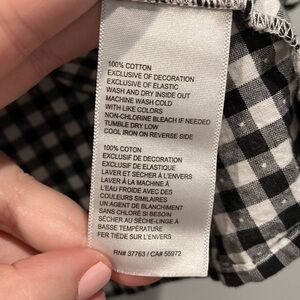 100% COTTON
EXCLUSIVE OF DECORATION
EXCLUSIVE OF ELASTIC
WASH AND DRY INSIDE OUT
MACHINE WASH COLD
WITH LIKE COLORS
NON-CHLORINE BLEACH IF NEEDED
TUMBLE DRY LOW
COOL IRON ON REVERSE SIDE
100% COTON
EXCLUSIF DE DECORATION
EXCLUSIF DE ELASTIQUE
LAVER ET SÉCHER À L'ENVERS
LAVER À LA MACHINE À
L'EAU FROIDE AVEC DES
COULEURS SIMILAIRES
UN AGENT DE BLANCHIMENT
SANS CHLORE SI BESOIN
SÉCHER AU SÈCHE-LINGE À
BASSE TEMPÉRATURE
FER TIÈDE SUR L'ENVERS
RN# 37763 / CA# 55972